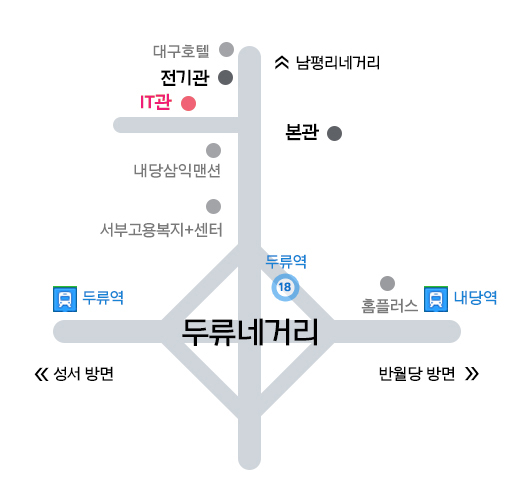 대구호텔
남평리네거리
전기관
IT관
본관
내당삼익맨션
서부고용복지+센터
두류역
18
두류역
홈플러스
내당역
두류네거리
성서 방면
반월당 방면